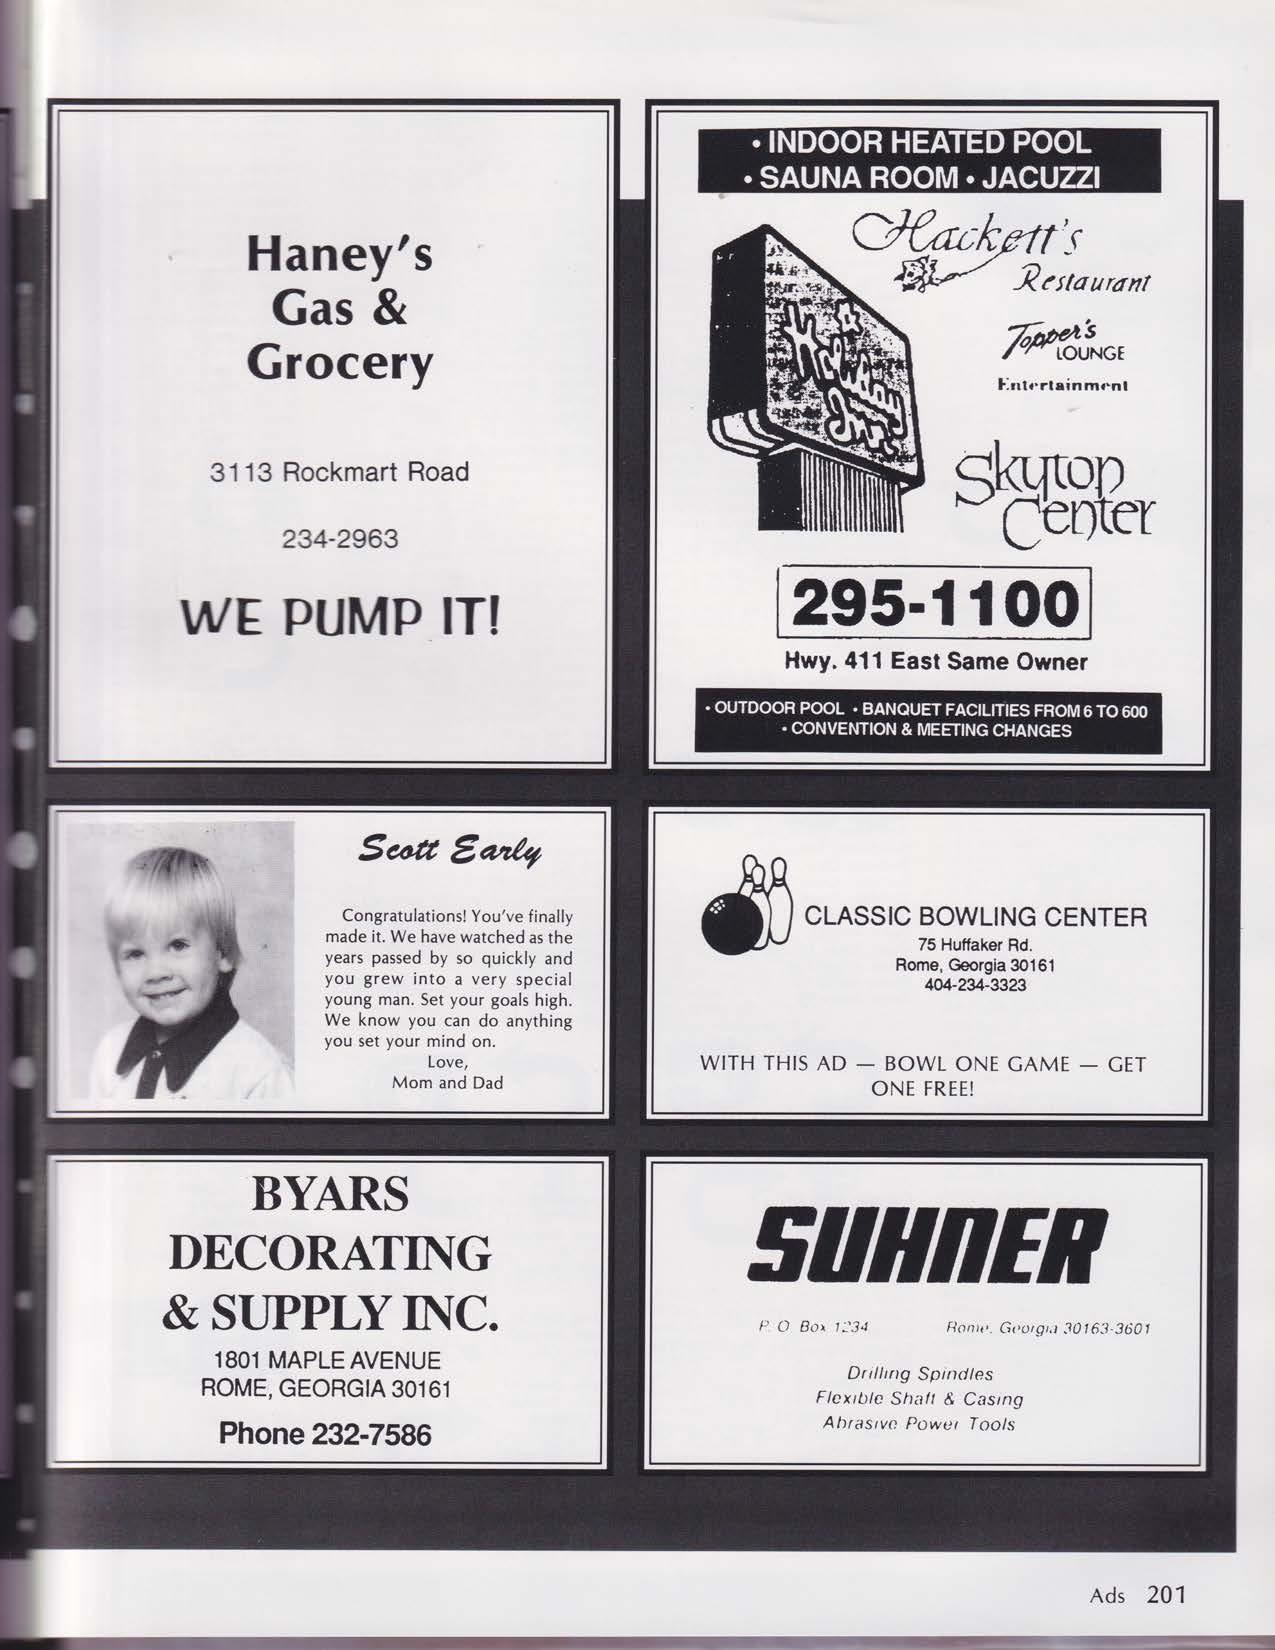 Haney's
Gas &
Grocery
3113 Rockmart Road
234-2963
WE PUMP IT!
• INDOOR HEATED POOL
• SAUNA ROOM • JACUZZI
Hackett's
Restaurant
Topper's
LOUNGE
Entertainment
Holiday
Inn
Skytop
Center
295-1100
Hwy. 411 East Same Owner
• OUTDOOR POOL • BANQUET FACILITIES FROM 6 TO 600
• CONVENTION & MEETING CHANGES
Scott Early
Congratulations! You've finally
made it. We have watched as the
years passed by so quickly and
you grew into a very special
young man. Set your goals high.
We know you can do anything
you set your mind on.
Love,
Mom and Dad
CLASSIC BOWLING CENTER
75 Huffaker Rd.
Rome, Georgia 30161
404-234-3323
WITH THIS AD — BOWL ONE GAME — GET
ONE FREE!
BYARS
DECORATING
& SUPPLY INC.
1801 MAPLE AVENUE
ROME, GEORGIA 30161
Phone 232-7586
SUHNER
P. O. Box 1234 Rome, Georgia 30163-3601
Drilling Spindles
Flexible Shaft & Casing
Abrasive Power Tools
Ads 201